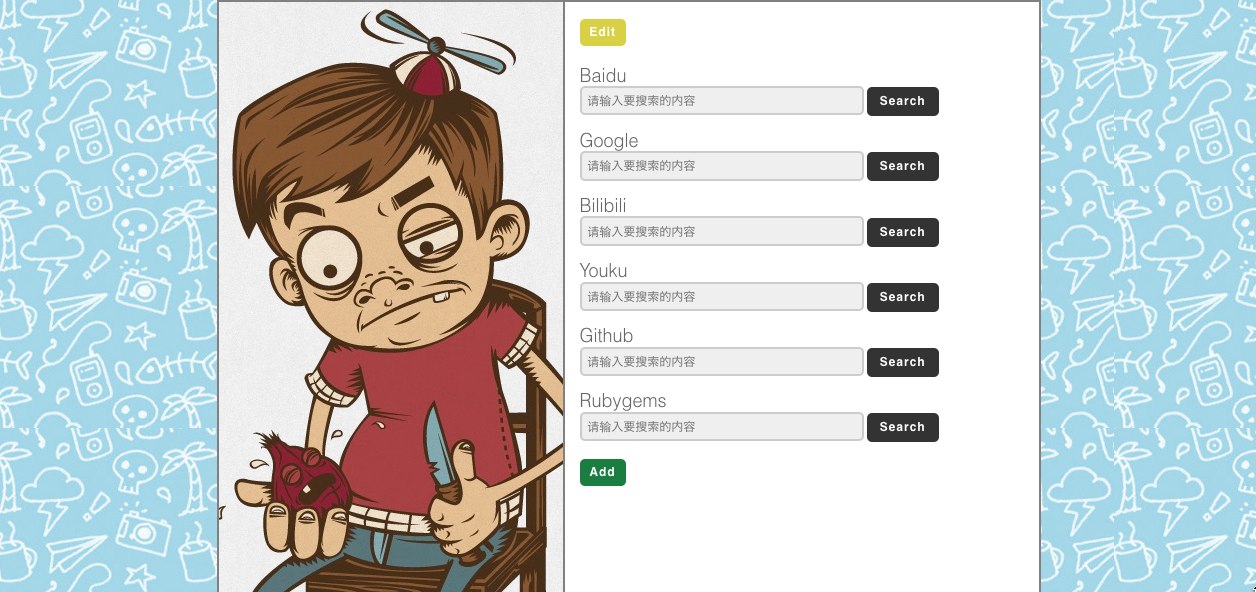 Edit
Baidu
请输入要搜索的内容 Search
Google
请输入要搜索的内容 Search
Bilibili
请输入要搜索的内容 Search
Youku
请输入要搜索的内容 Search
Github
请输入要搜索的内容 Search
Rubygems
请输入要搜索的内容 Search
Add